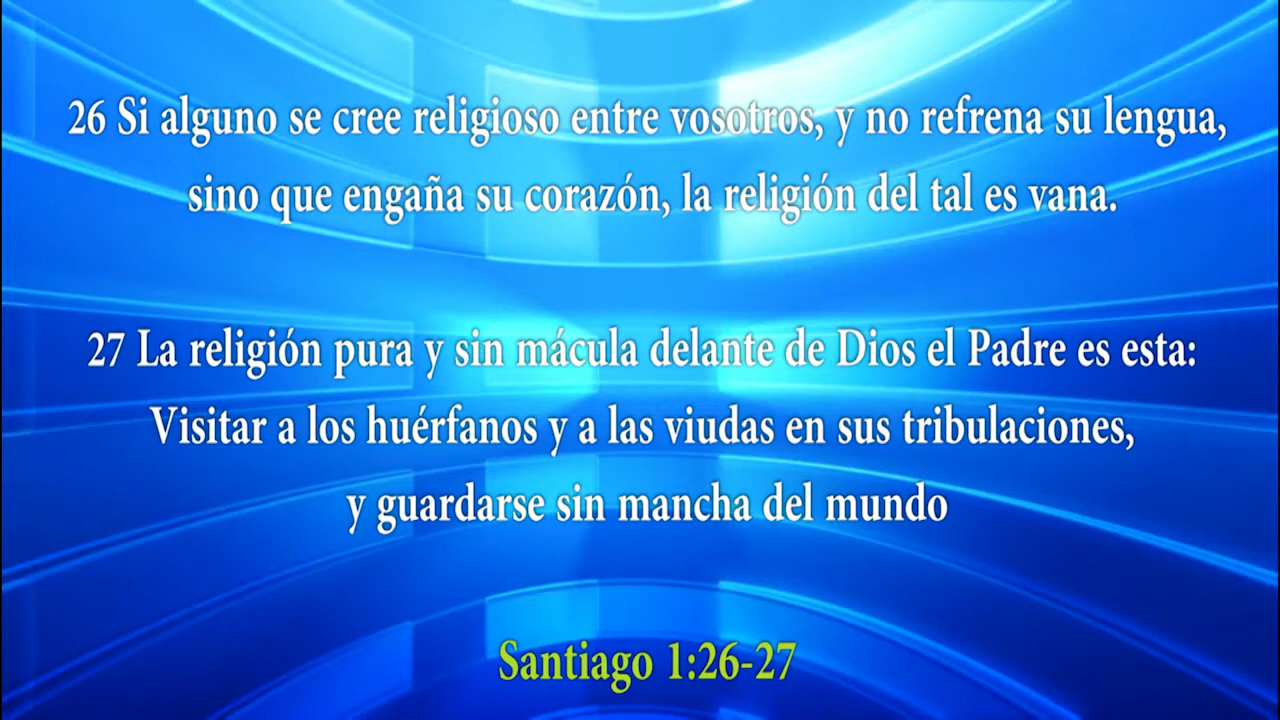 26 Si alguno se cree religioso entre vosotros, y no refrena su lengua,
sino que engaña su corazón, la religión del tal es vana.
27 La religión pura y sin mácula delante de Dios el Padre es esta:
Visitar a los huérfanos y a las viudas en sus tribulaciones,
y guardarse sin mancha del mundo
Santiago 1:26-27